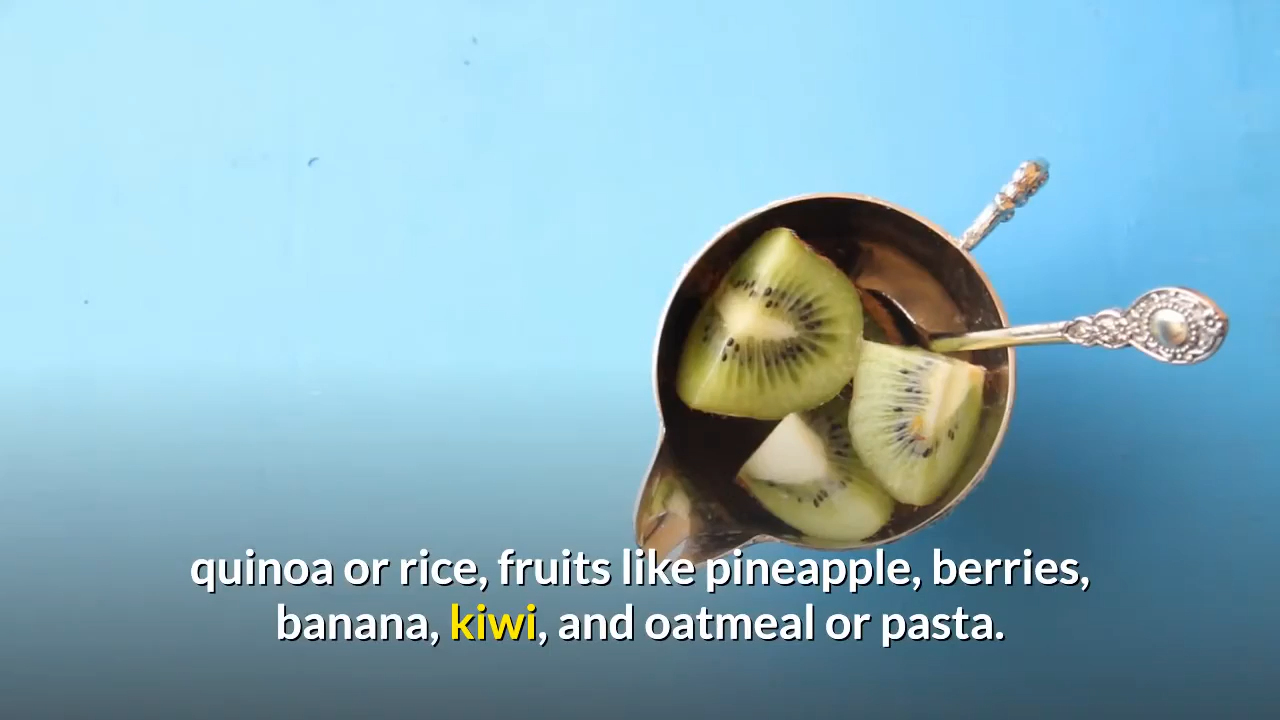 quinoa or rice, fruits like pineapple, berries,
banana, kiwi, and oatmeal or pasta.